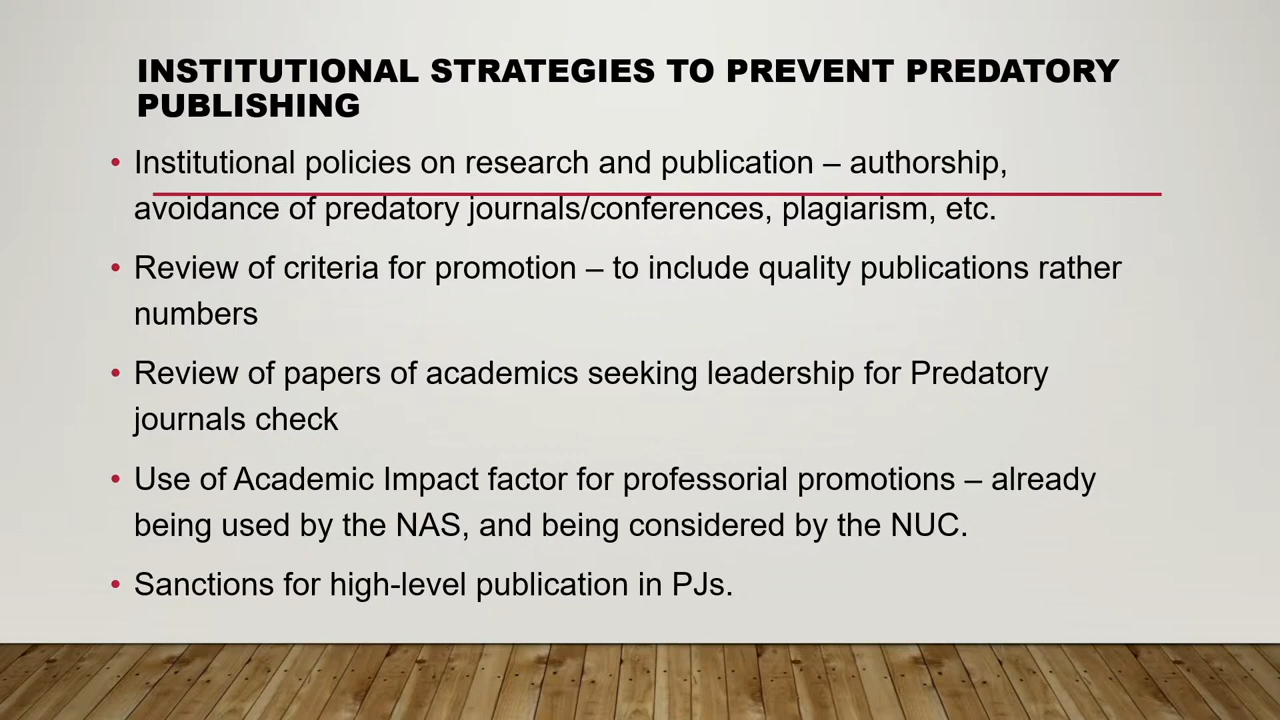 INSTITUTIONAL STRATEGIES TO PREVENT PREDATORY
PUBLISHING
• Institutional policies on research and publication – authorship,
avoidance of predatory journals/conferences, plagiarism, etc.
• Review of criteria for promotion – to include quality publications rather
numbers
• Review of papers of academics seeking leadership for Predatory
journals check
• Use of Academic Impact factor for professorial promotions – already
being used by the NAS, and being considered by the NUC.
• Sanctions for high-level publication in PJs.